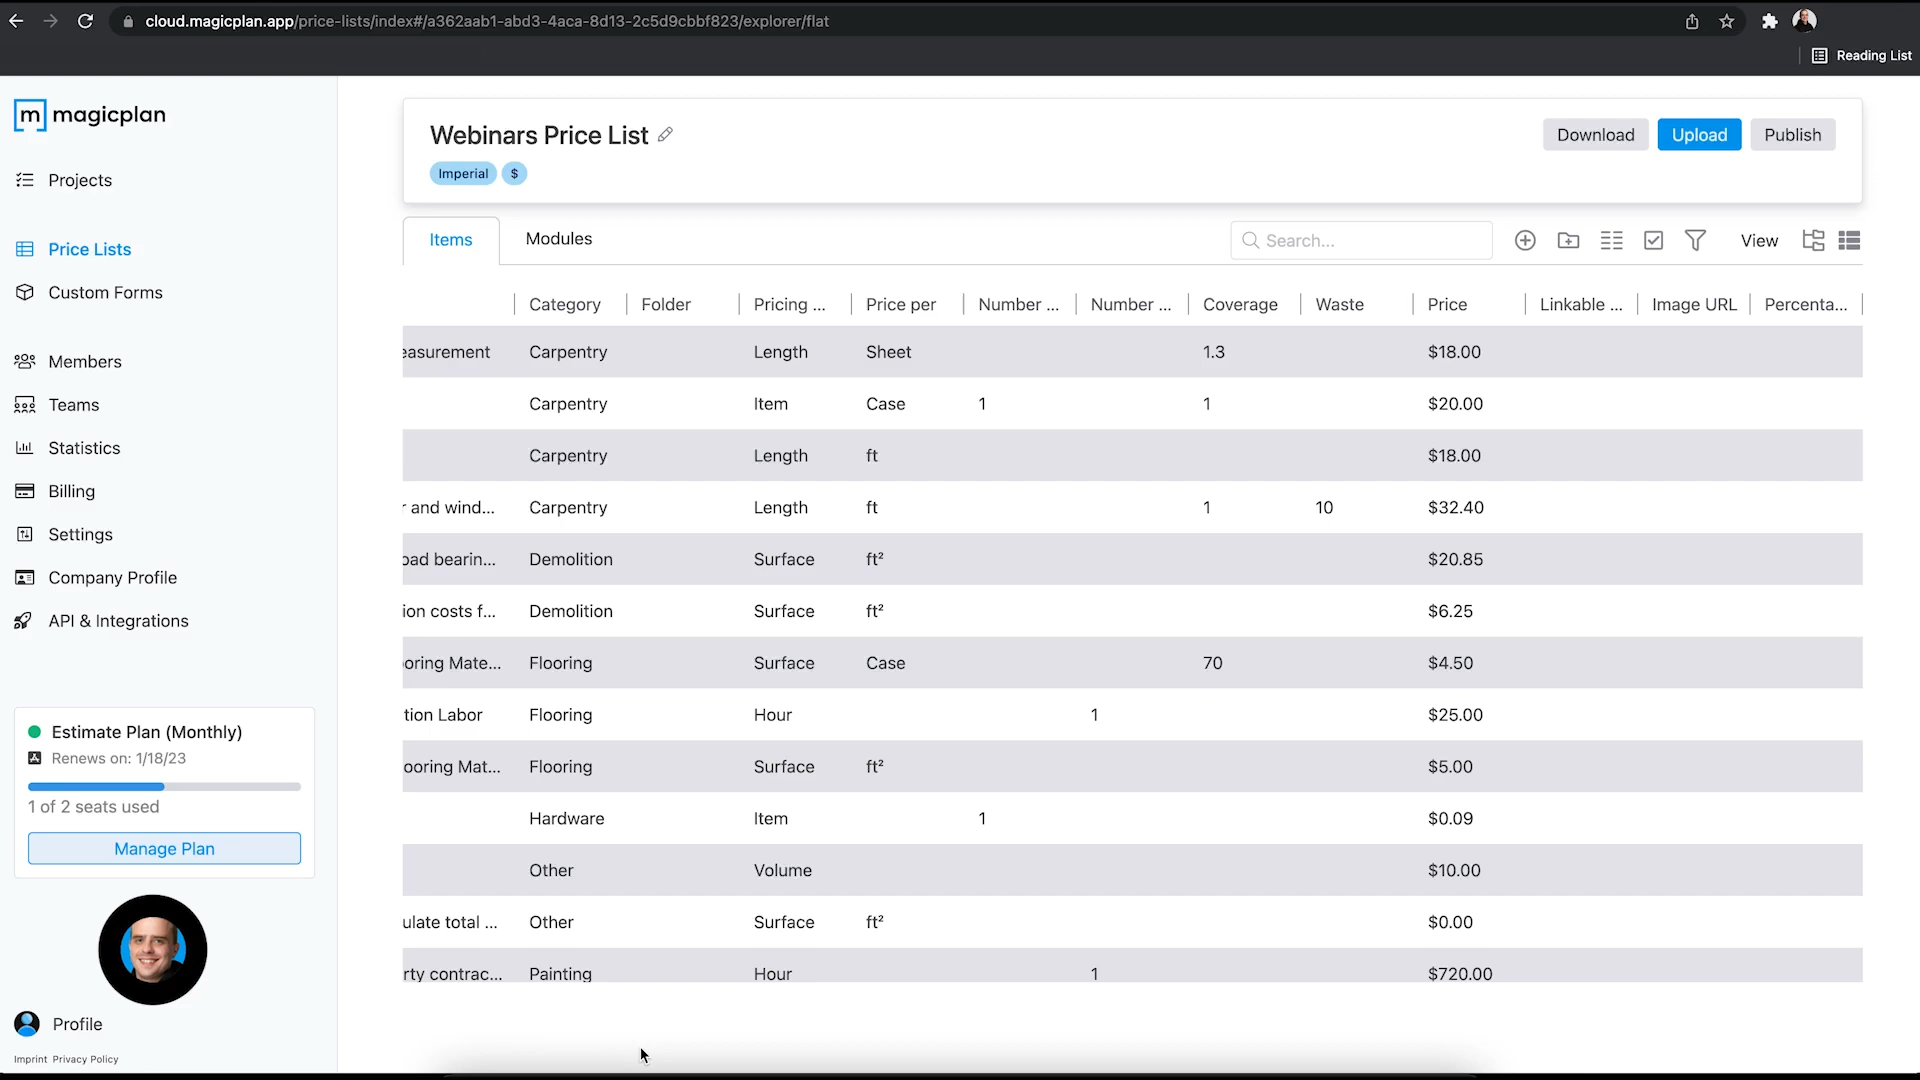 cloud.magicplan.app/price-lists/index#/a362aab1-abd3-4aca-8d13-2c5d9cbbf823/explorer/flat
Reading List
m magicplan
Projects
Price Lists
Custom Forms
Members
Teams
Statistics
Billing
Settings
Company Profile
API & Integrations
Estimate Plan (Monthly)
Renews on: 1/18/23
1 of 2 seats used
Manage Plan
Profile
Imprint Privacy Policy
Webinars Price List
Imperial $
Download Upload Publish
Items Modules Search... View
Category Folder Pricing ... Price per Number ... Number ... Coverage Waste Price Linkable ... Image URL Percenta...
easurement Carpentry Length Sheet 1.3 $18.00
Carpentry Item Case 1 1 $20.00
Carpentry Length ft $18.00
r and wind... Carpentry Length ft 1 10 $32.40
oad bearin... Demolition Surface ft² $20.85
ion costs f... Demolition Surface ft² $6.25
oring Mate... Flooring Surface Case 70 $4.50
tion Labor Flooring Hour 1 $25.00
ooring Mat... Flooring Surface ft² $5.00
Hardware Item 1 $0.09
Other Volume $10.00
ulate total ... Other Surface ft² $0.00
rty contrac... Painting Hour 1 $720.00